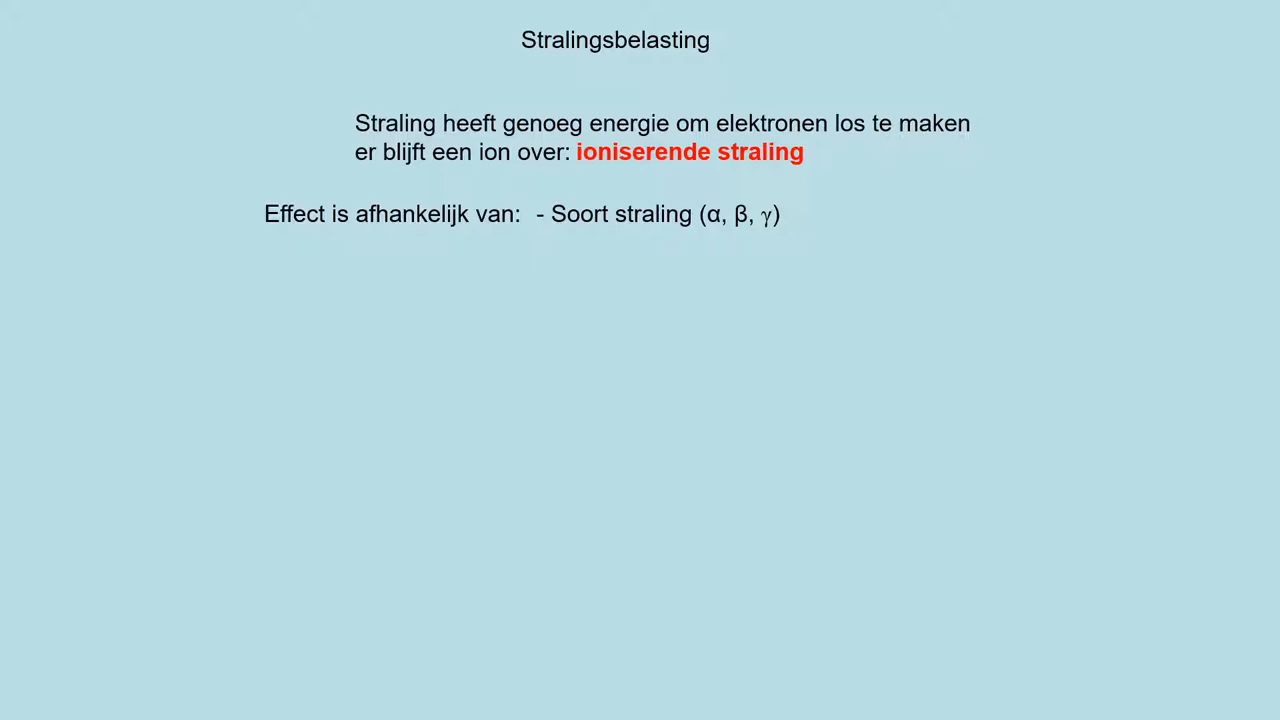 Stralingsbelasting
Straling heeft genoeg energie om elektronen los te maken
er blijft een ion over: ioniserende straling
Effect is afhankelijk van: - Soort straling (α, β, γ)